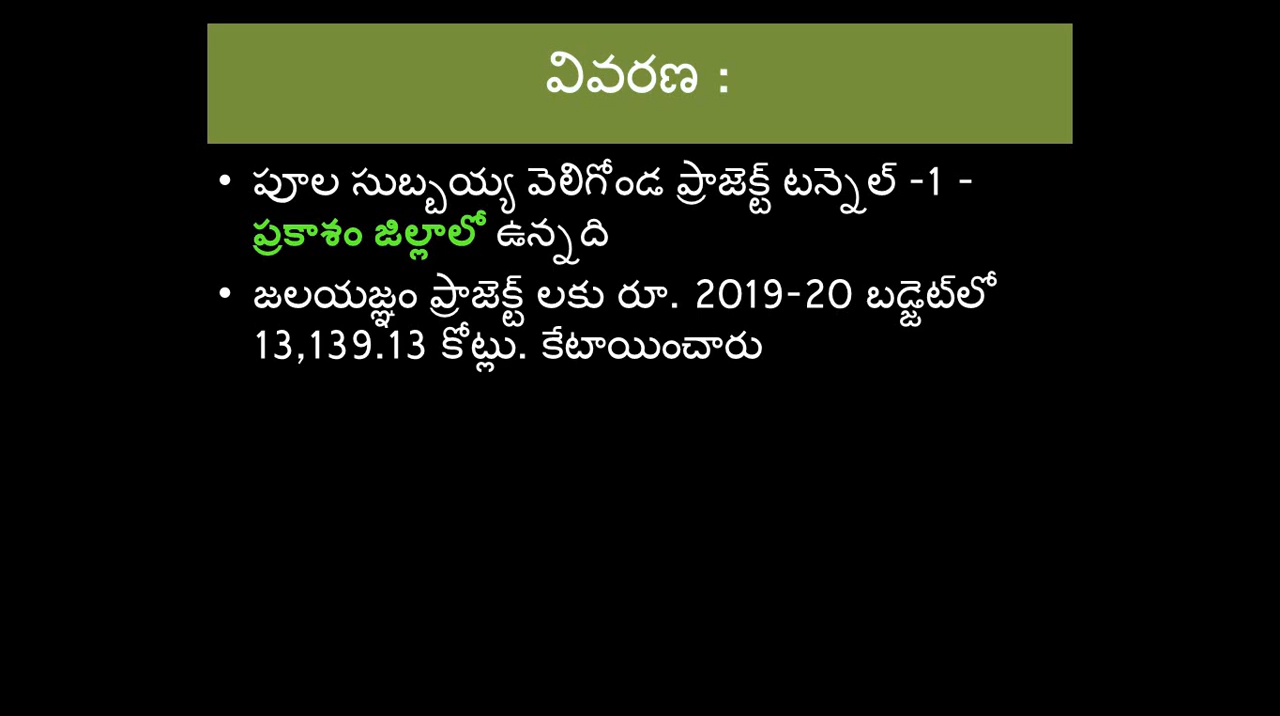 వివరణ :
• పూల సుబ్బయ్య వెలిగోండ ప్రాజెక్ట్ టన్నెల్ -1 -
ప్రకాశం జిల్లాలో ఉన్నది
• జలయజ్ఞం ప్రాజెక్ట్ లకు రూ. 2019-20 బడ్జెట్‌లో
13,139.13 కోట్లు. కేటాయించారు